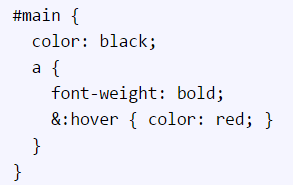 #main {
  color: black;
  a {
    font-weight: bold;
    &:hover { color: red; }
  }
}